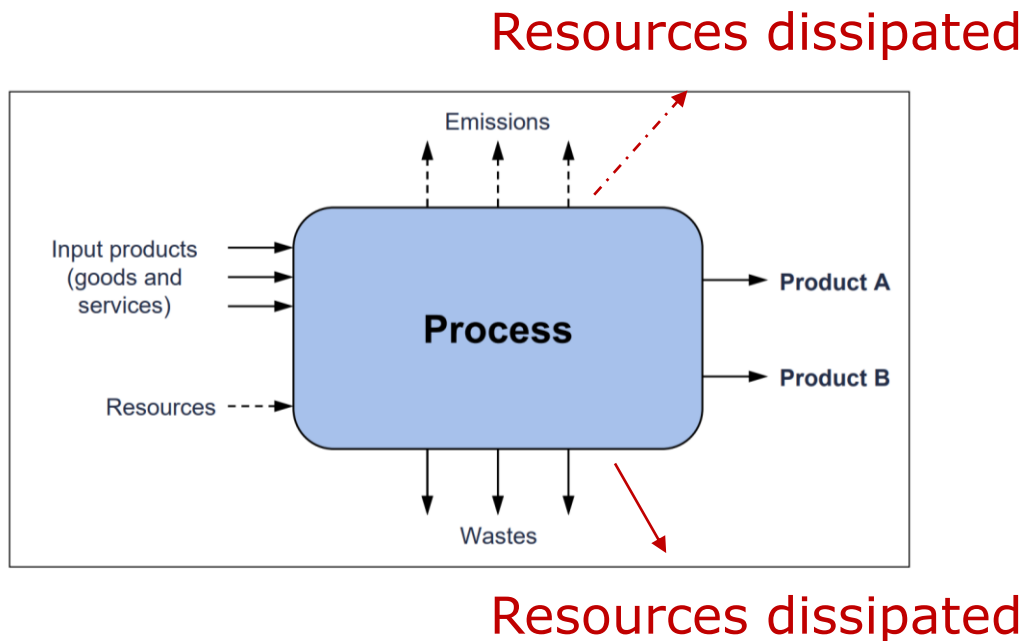 Resources dissipated
Emissions
Input products
(goods and
services)
Product A
Process
Product B
Resources
Wastes
Resources dissipated